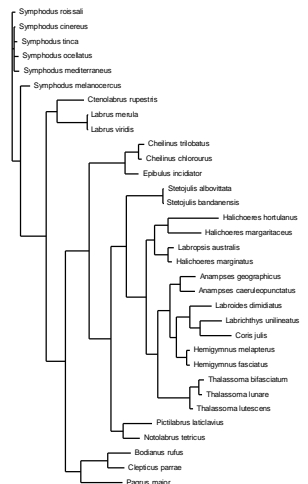 Symphodus roissali
Symphodus cinereus
Symphodus tinca
Symphodus ocellatus
Symphodus mediterraneus
Symphodus melanocercus
Ctenolabrus rupestris
Labrus merula
Labrus viridis
Cheilinus trilobatus
Cheilinus chlorourus
Epibulus incidiator
Stetojulis albovittata
Stetojulis bandanensis
Halichoeres hortulanus
Halichoeres margaritaceus
Labropsis australis
Halichoeres marginatus
Anampses geographicus
Anampses caeruleopunctatus
Labroides dimidiatus
Labrichthys unilineatus
Coris julis
Hemigymnus melapterus
Hemigymnus fasciatus
Thalassoma bifasciatum
Thalassoma lunare
Thalassoma lutescens
Pictilabrus laticlavius
Notolabrus tetricus
Bodianus rufus
Clepticus parrae
Pagrus major